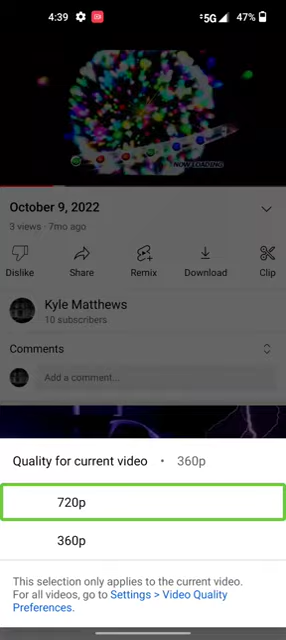 4:39 5G 47%
NOW LOADING
October 9, 2022
3 views · 7mo ago
Dislike Share Remix Download Clip
Kyle Matthews
10 subscribers
Comments
Add a comment...
Quality for current video • 360p
720p
360p
This selection only applies to the current video.
For all videos, go to Settings > Video Quality
Preferences.